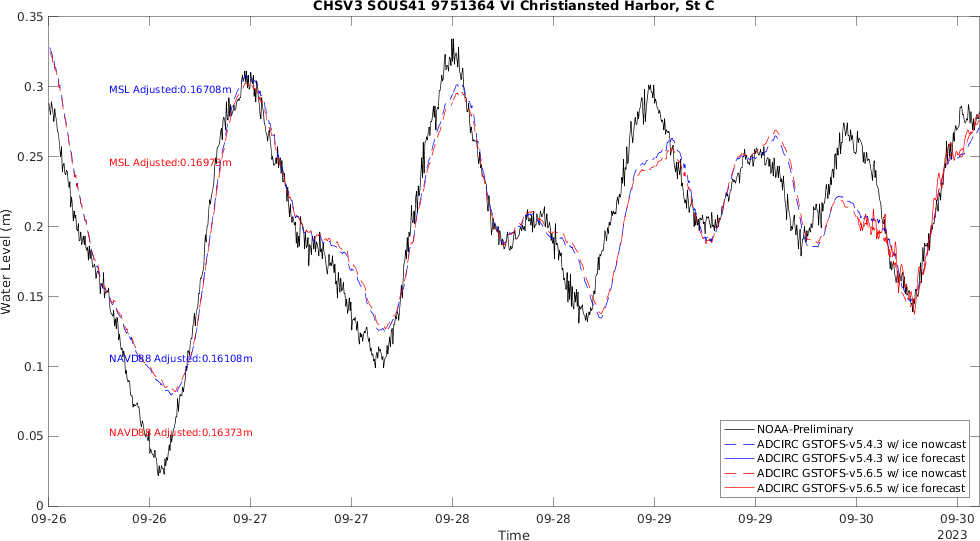 CHSV3 SOUS41 9751364 VI Christiansted Harbor, St C
0.35
0.3
0.25
0.2
0.15
0.1
0.05
0
Water Level (m)
MSL Adjusted:0.16708m
MSL Adjusted:0.16973m
NAVD88 Adjusted:0.16108m
NAVD88 Adjusted:0.16373m
NOAA-Preliminary
ADCIRC GSTOFS-v5.4.3 w/ ice nowcast
ADCIRC GSTOFS-v5.4.3 w/ ice forecast
ADCIRC GSTOFS-v5.6.5 w/ ice nowcast
ADCIRC GSTOFS-v5.6.5 w/ ice forecast
09-26 09-26 09-27 09-27 09-28 09-28 09-29 09-29 09-30 09-30
2023
Time